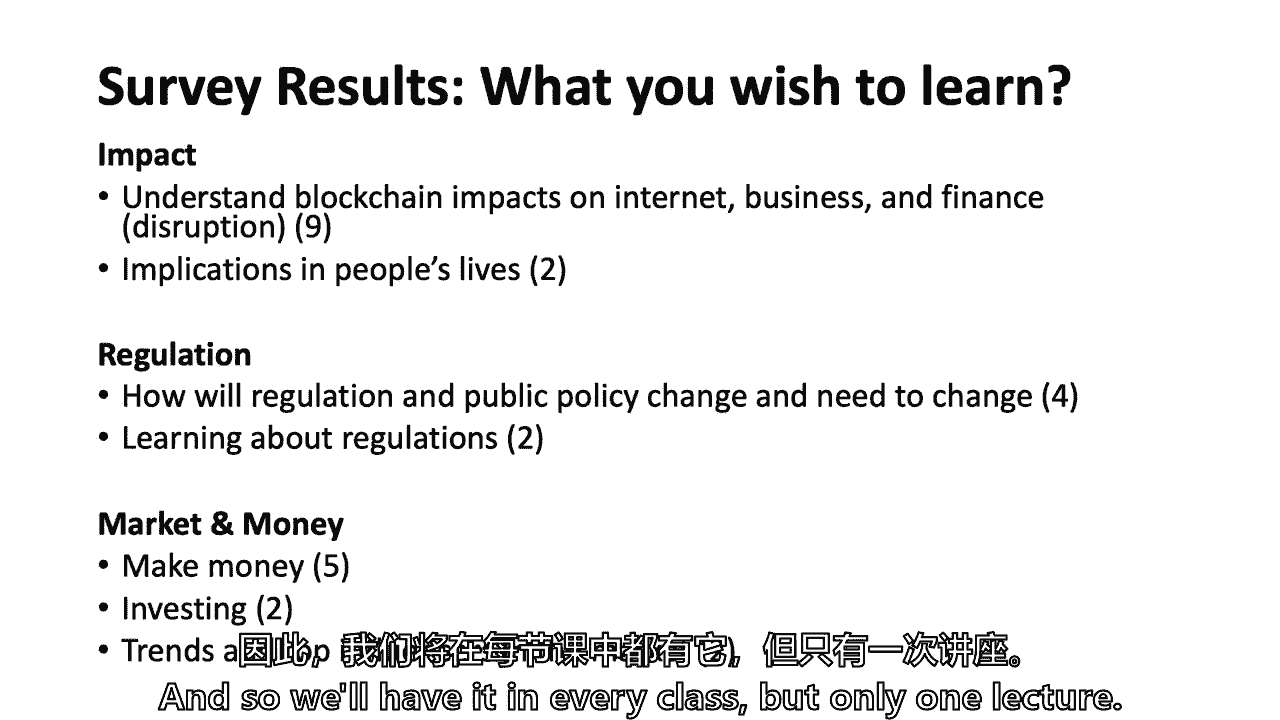 Survey Results: What you wish to learn?
Impact
• Understand blockchain impacts on internet, business, and finance
(disruption) (9)
• Implications in people's lives (2)
Regulation
• How will regulation and public policy change and need to change (4)
• Learning about regulations (2)
Market & Money
• Make money (5)
• Investing (2)
• Trends
因此，我们将在每节课中都有它，但只有一次讲座。
And so we'll have it in every class, but only one lecture.